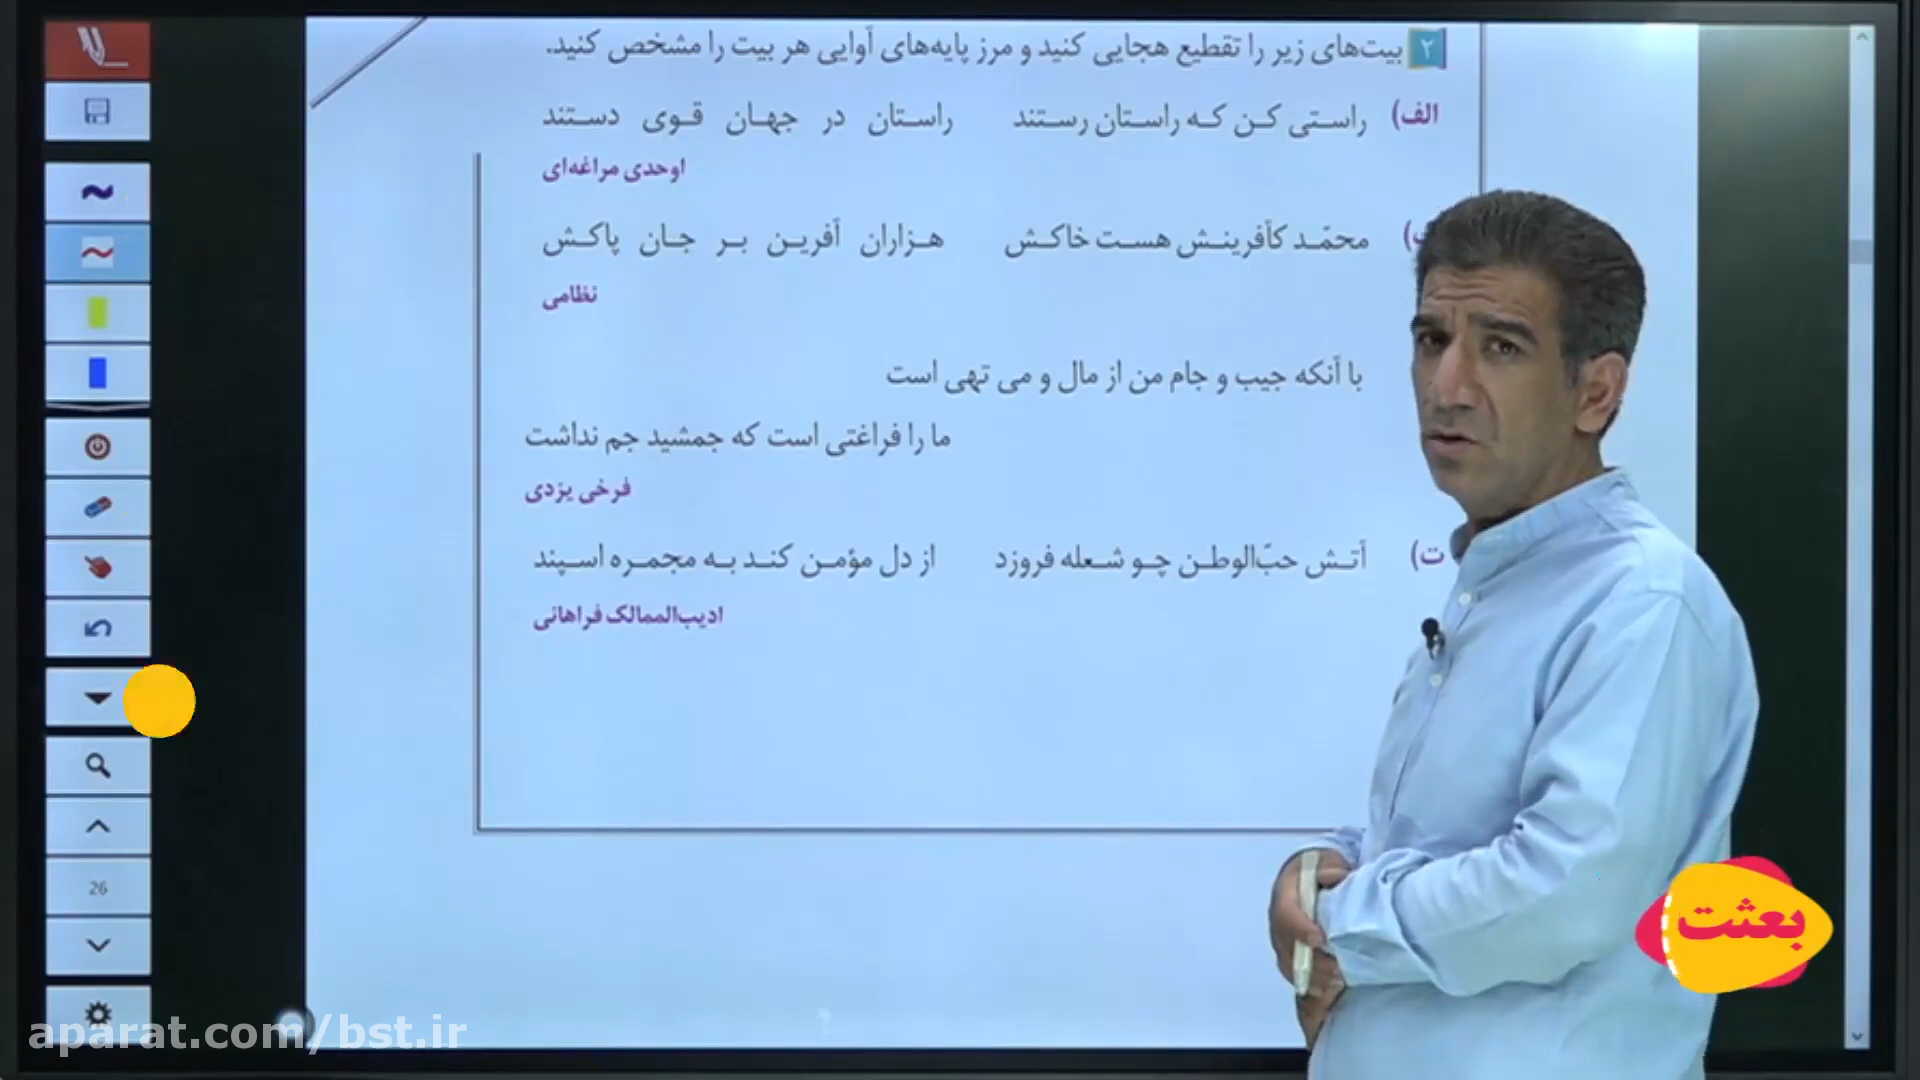 ۲ بیت‌های زیر را تقطیع هجایی کنید و مرز پایه‌های آوایی هر بیت را مشخص کنید.
الف) راستی کن که راستان رستند راستان در جهان قوی دستند
اوحدی مراغه‌ای
محمّد کآفرینش هست خاکش هزاران آفرین بر جان پاکش
نظامی
با آنکه جیب و جام من از مال و می تهی است
ما را فراغتی است که جمشید جم نداشت
فرخی یزدی
ت) آتش حبّ‌الوطن چو شعله فروزد از دل مؤمن کند به مجمره اسپند
ادیب‌الممالک فراهانی
26
بعثت
aparat.com/bst.ir